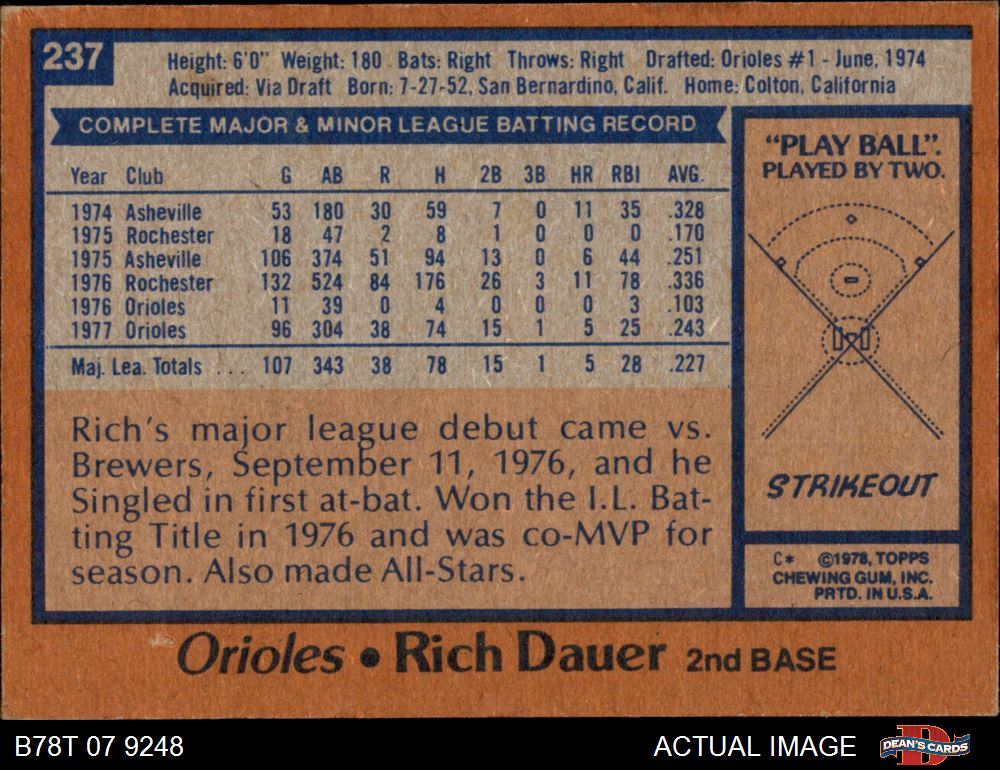 237
Height: 6'0" Weight: 180 Bats: Right Throws: Right Drafted: Orioles #1 - June, 1974
Acquired: Via Draft Born: 7-27-52, San Bernardino, Calif. Home: Colton, California
COMPLETE MAJOR & MINOR LEAGUE BATTING RECORD
Year Club G AB R H 2B 3B HR RBI AVG.
1974 Asheville 53 180 30 59 7 0 11 35 .328
1975 Rochester 18 47 2 8 1 0 0 0 .170
1975 Asheville 106 374 51 94 13 0 6 44 .251
1976 Rochester 132 524 84 176 26 3 11 78 .336
1976 Orioles 11 39 0 4 0 0 0 3 .103
1977 Orioles 96 304 38 74 15 1 5 25 .243
Maj. Lea. Totals ... 107 343 38 78 15 1 5 28 .227
Rich's major league debut came vs.
Brewers, September 11, 1976, and he
Singled in first at-bat. Won the I.L. Bat-
ting Title in 1976 and was co-MVP for
season. Also made All-Stars.
"PLAY BALL".
PLAYED BY TWO.
STRIKEOUT
C* ©1978, TOPPS
CHEWING GUM, INC.
PRTD. IN U.S.A.
Orioles • Rich Dauer 2nd BASE
B78T 07 9248 ACTUAL IMAGE
D
DEAN'S CARDS